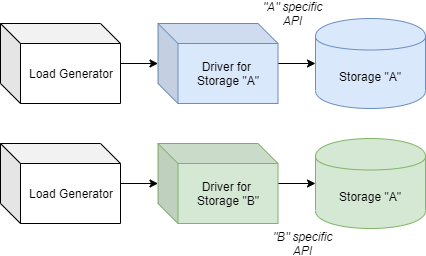 "A" specific
API
Load Generator
Driver for
Storage "A"
Storage "A"
Load Generator
Driver for
Storage "B"
Storage "A"
"B" specific
API